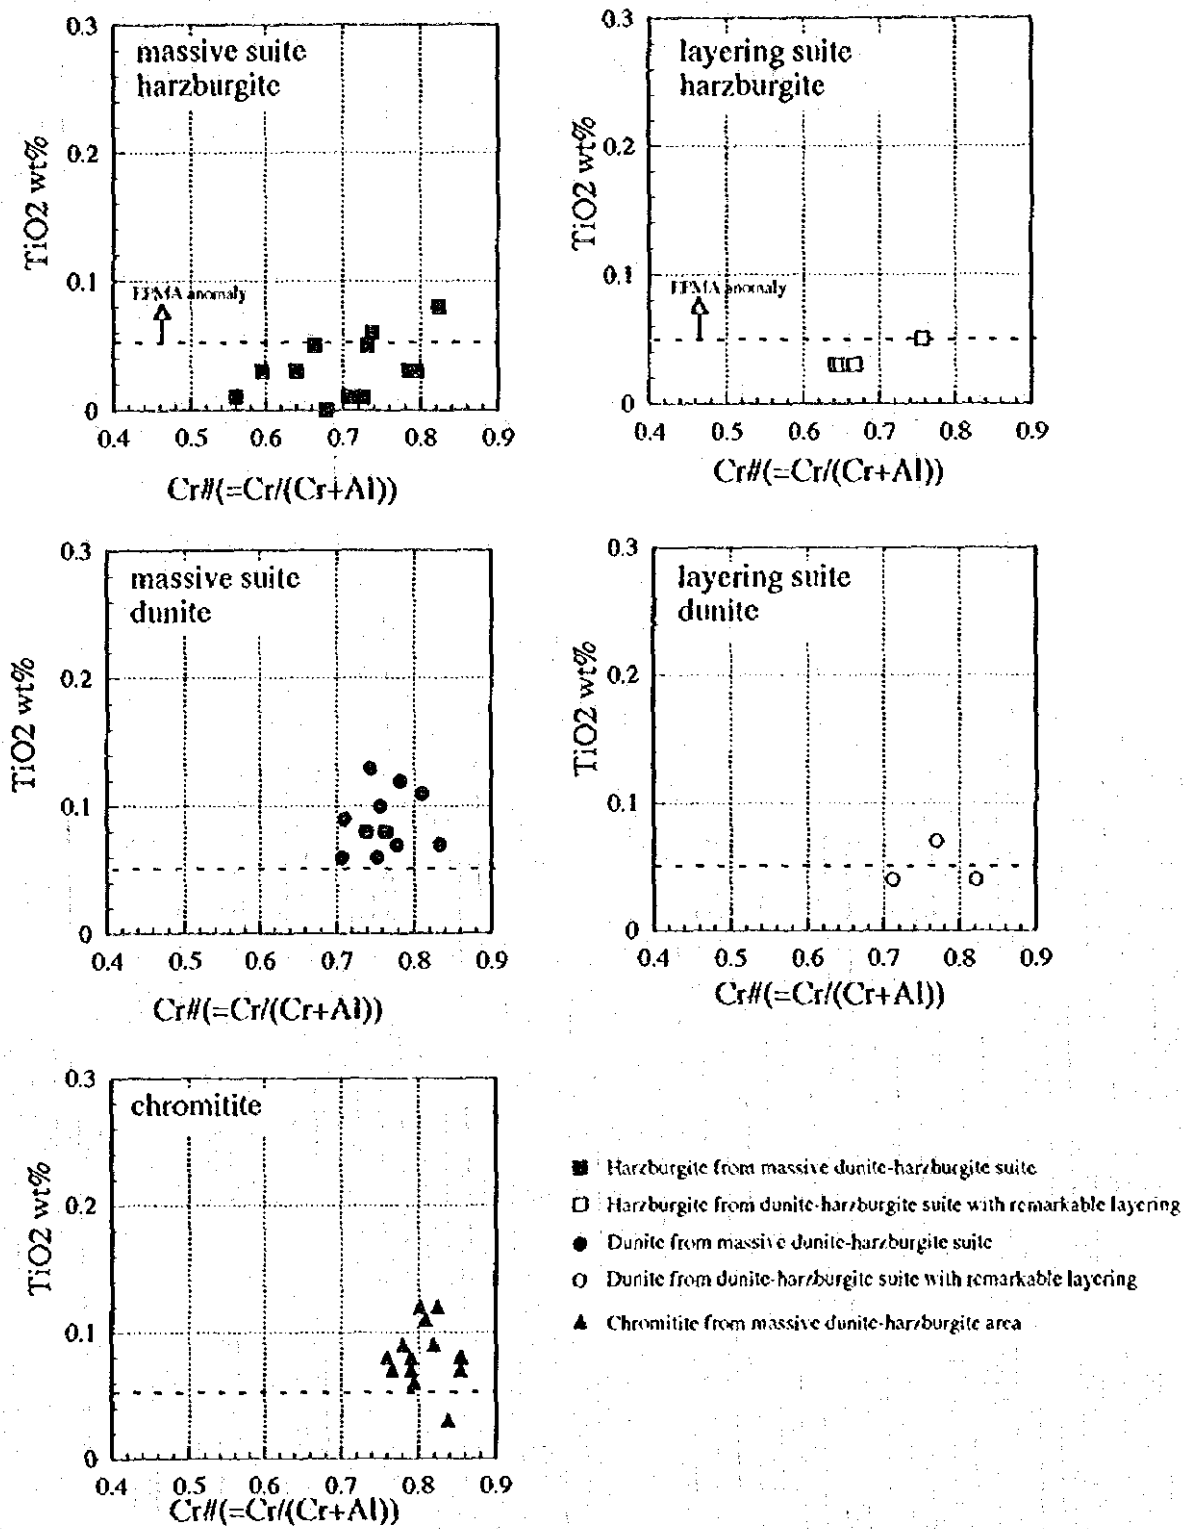 massive suite
harzburgite
TiO2 wt%
0.3
0.2
0.1
0
EPMA anomaly
0.4 0.5 0.6 0.7 0.8 0.9
Cr#(=Cr/(Cr+Al))
layering suite
harzburgite
TiO2 wt%
0.3
0.2
0.1
0
EPMA anomaly
0.4 0.5 0.6 0.7 0.8 0.9
Cr#(=Cr/(Cr+Al))
massive suite
dunite
TiO2 wt%
0.3
0.2
0.1
0
0.4 0.5 0.6 0.7 0.8 0.9
Cr#(=Cr/(Cr+Al))
layering suite
dunite
TiO2 wt%
0.3
0.2
0.1
0
0.4 0.5 0.6 0.7 0.8 0.9
Cr#(=Cr/(Cr+Al))
chromitite
TiO2 wt%
0.3
0.2
0.1
0
0.4 0.5 0.6 0.7 0.8 0.9
Cr#(=Cr/(Cr+Al))
Harzburgite from massive dunite-harzburgite suite
Harzburgite from dunite-harzburgite suite with remarkable layering
Dunite from massive dunite-harzburgite suite
Dunite from dunite-harzburgite suite with remarkable layering
Chromitite from massive dunite-harzburgite area